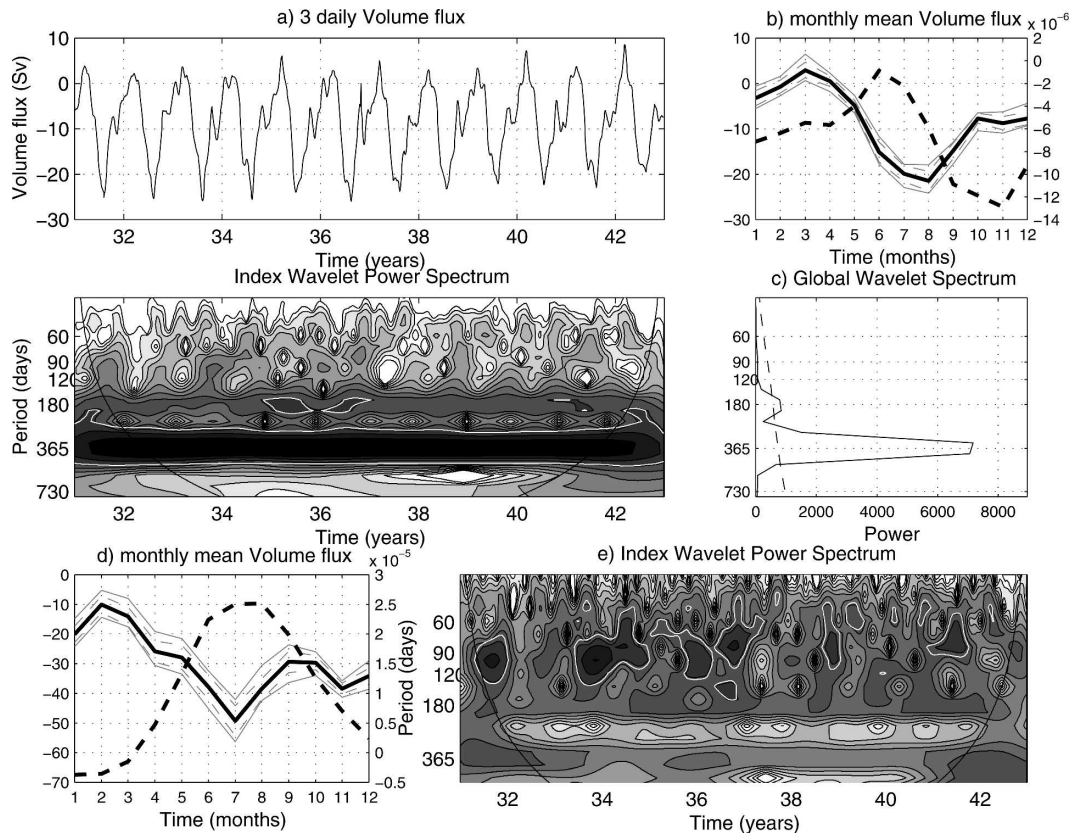 a) 3 daily Volume flux
Volume flux (Sv)
10
0
−10
−20
−30
32 34 36 38 40 42
Time (years)
b) monthly mean Volume flux
x 10⁻⁶
10
0
−10
−20
−30
2
0
−2
−4
−6
−8
−10
−12
−14
1 2 3 4 5 6 7 8 9 10 11 12
Time (months)
Index Wavelet Power Spectrum
Period (days)
60
90
120
180
365
730
32 34 36 38 40 42
Time (years)
c) Global Wavelet Spectrum
60
90
120
180
365
730
0 2000 4000 6000 8000
Power
d) monthly mean Volume flux
x 10⁻⁵
0
−10
−20
−30
−40
−50
−60
−70
3
2.5
2
1.5
1
0.5
0
−0.5
1 2 3 4 5 6 7 8 9 10 11 12
Time (months)
e) Index Wavelet Power Spectrum
Period (days)
60
90
120
180
365
32 34 36 38 40 42
Time (years)